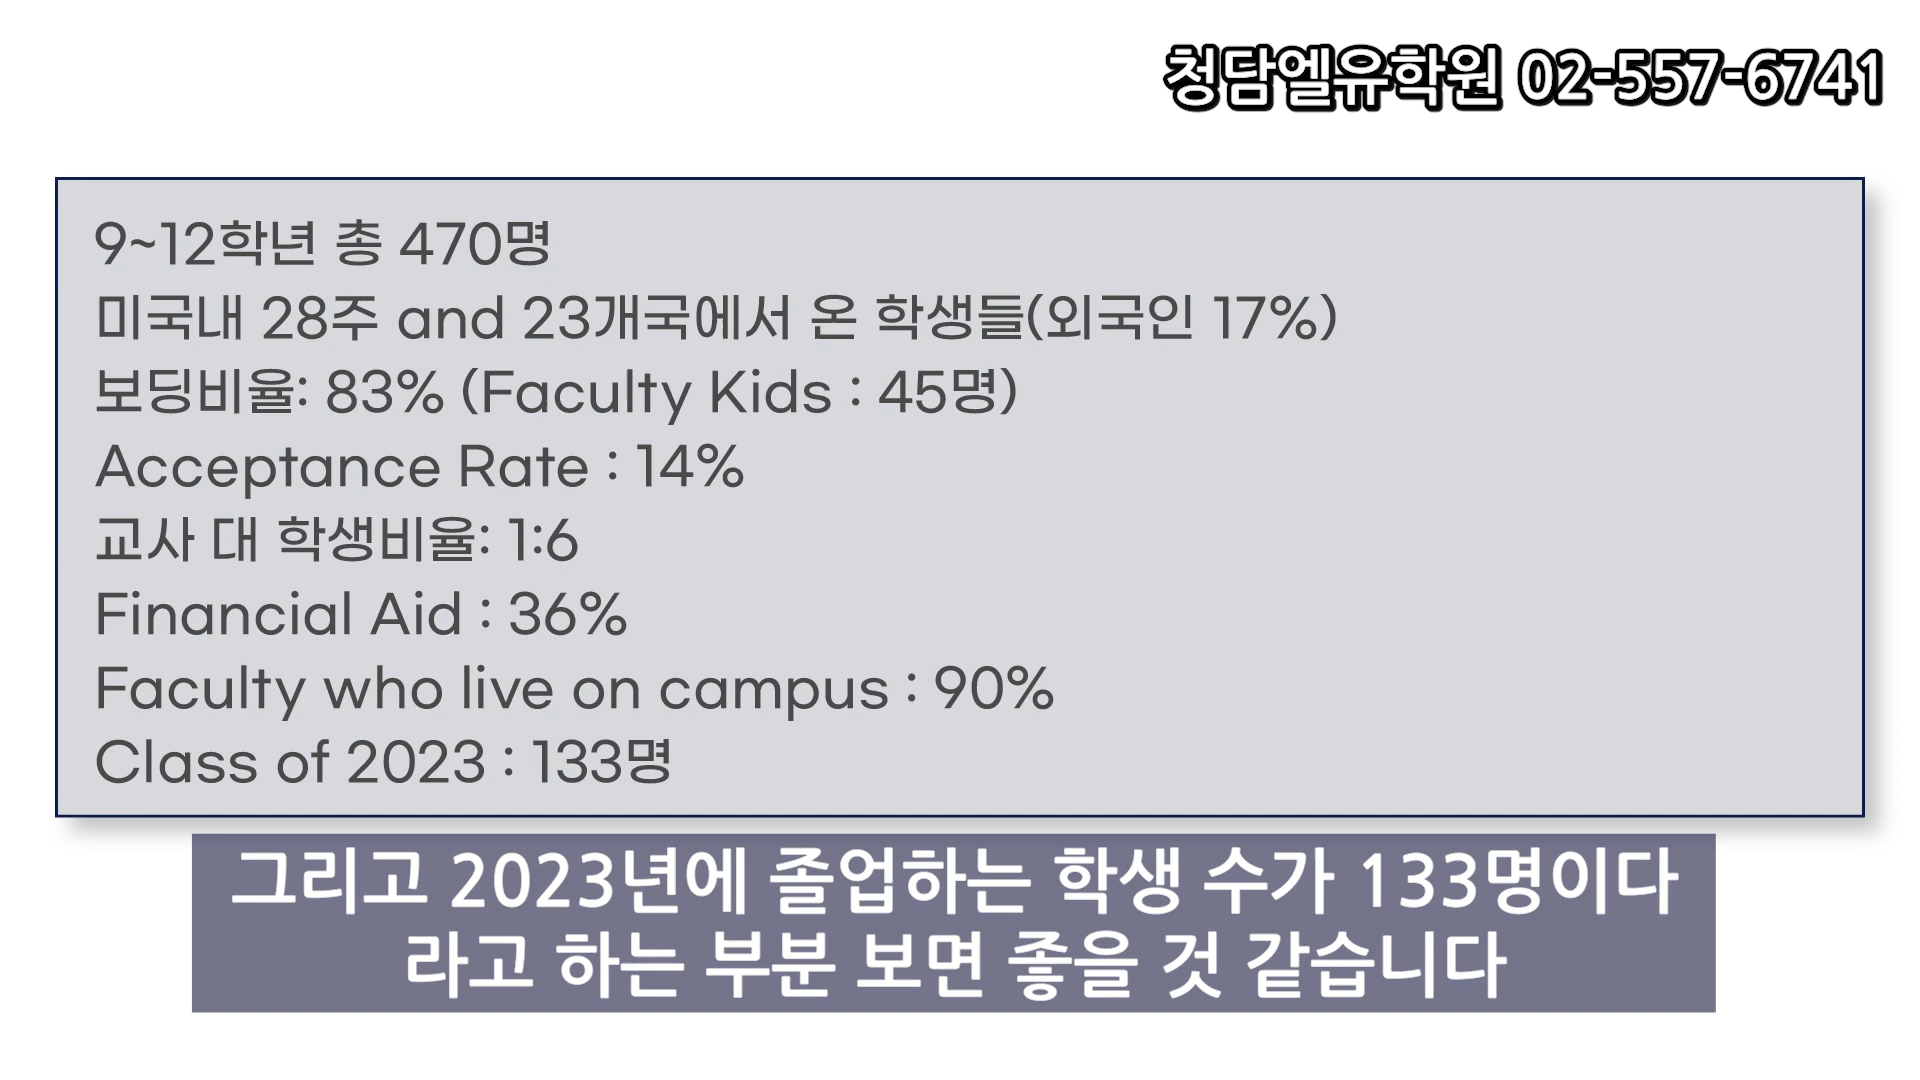 청담엘유학원 02-557-6741
9~12학년 총 470명
미국내 28주 and 23개국에서 온 학생들(외국인 17%)
보딩비율: 83% (Faculty Kids : 45명)
Acceptance Rate : 14%
교사 대 학생비율: 1:6
Financial Aid : 36%
Faculty who live on campus : 90%
Class of 2023 : 133명
그리고 2023년에 졸업하는 학생 수가 133명이다
라고 하는 부분 보면 좋을 것 같습니다